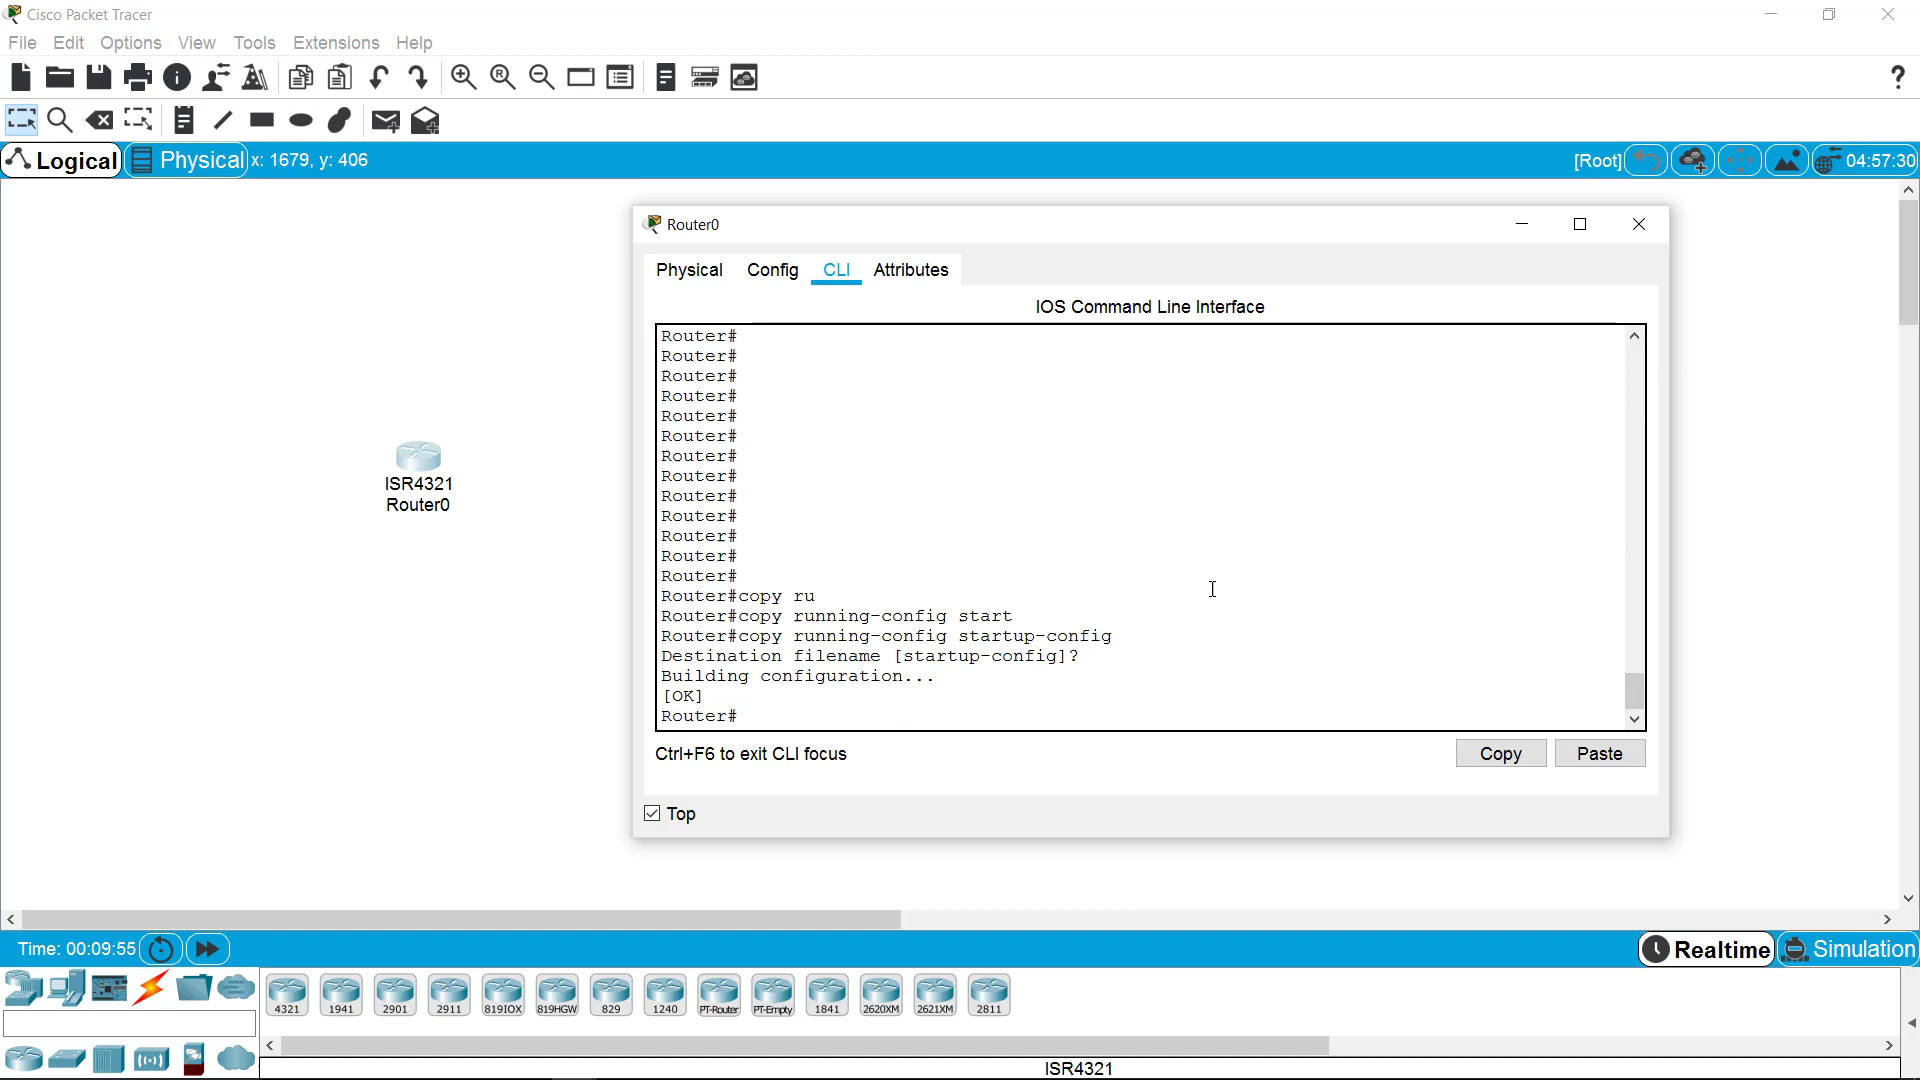 Cisco Packet Tracer
File Edit Options View Tools Extensions Help
Logical Physical x: 1679, y: 406 [Root] 04:57:30
Router0
Physical Config CLI Attributes
IOS Command Line Interface
Router#
Router#
Router#
Router#
Router#
Router#
Router#
Router#
Router#
Router#
Router#
Router#
Router#
Router#copy ru
Router#copy running-config start
Router#copy running-config startup-config
Destination filename [startup-config]?
Building configuration...
[OK]
Router#
Ctrl+F6 to exit CLI focus
Copy Paste
Top
ISR4321
Router0
Time: 00:09:55 Realtime Simulation
4321 1941 2901 2911 819IOX 819HGW 829 1240 PT-Router PT-Empty 1841 2620XM 2621XM 2811
ISR4321